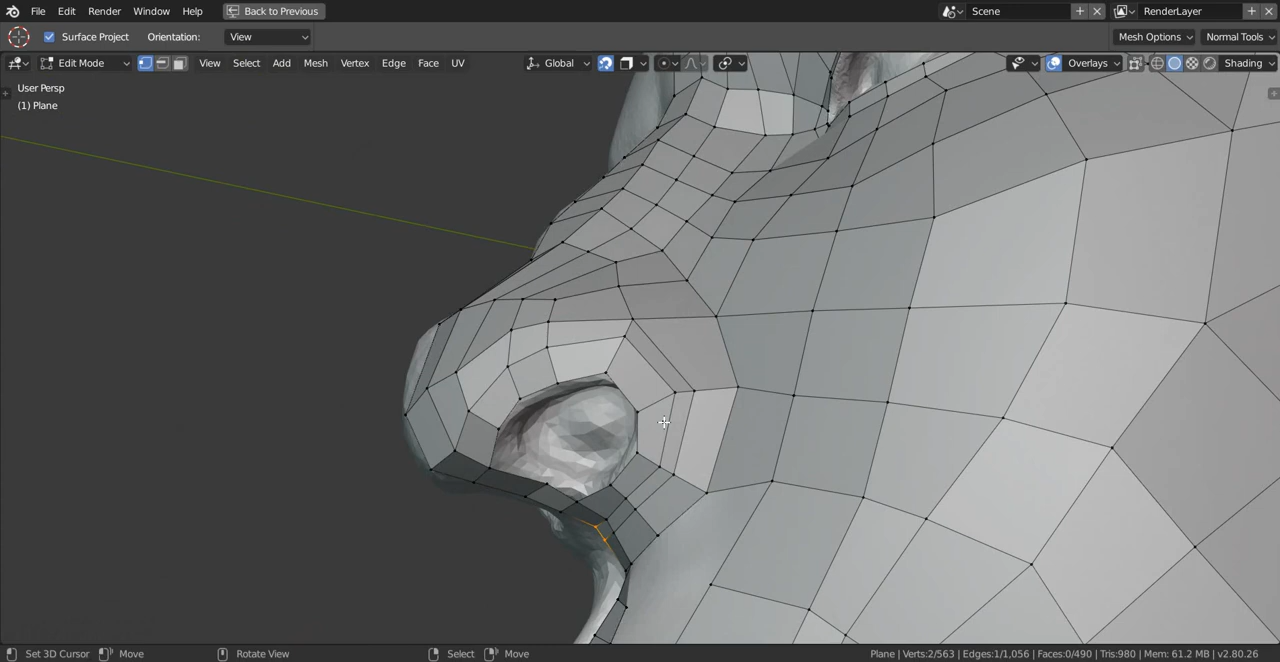 File Edit Render Window Help Back to Previous Scene RenderLayer
Surface Project Orientation: View Mesh Options Normal Tools
Edit Mode View Select Add Mesh Vertex Edge Face UV Global Overlays Shading
User Persp
(1) Plane
Set 3D Cursor Move Rotate View Select Move Plane | Verts:2/563 | Edges:1/1,056 | Faces:0/490 | Tris:980 | Mem: 61.2 MB | v2.80.26